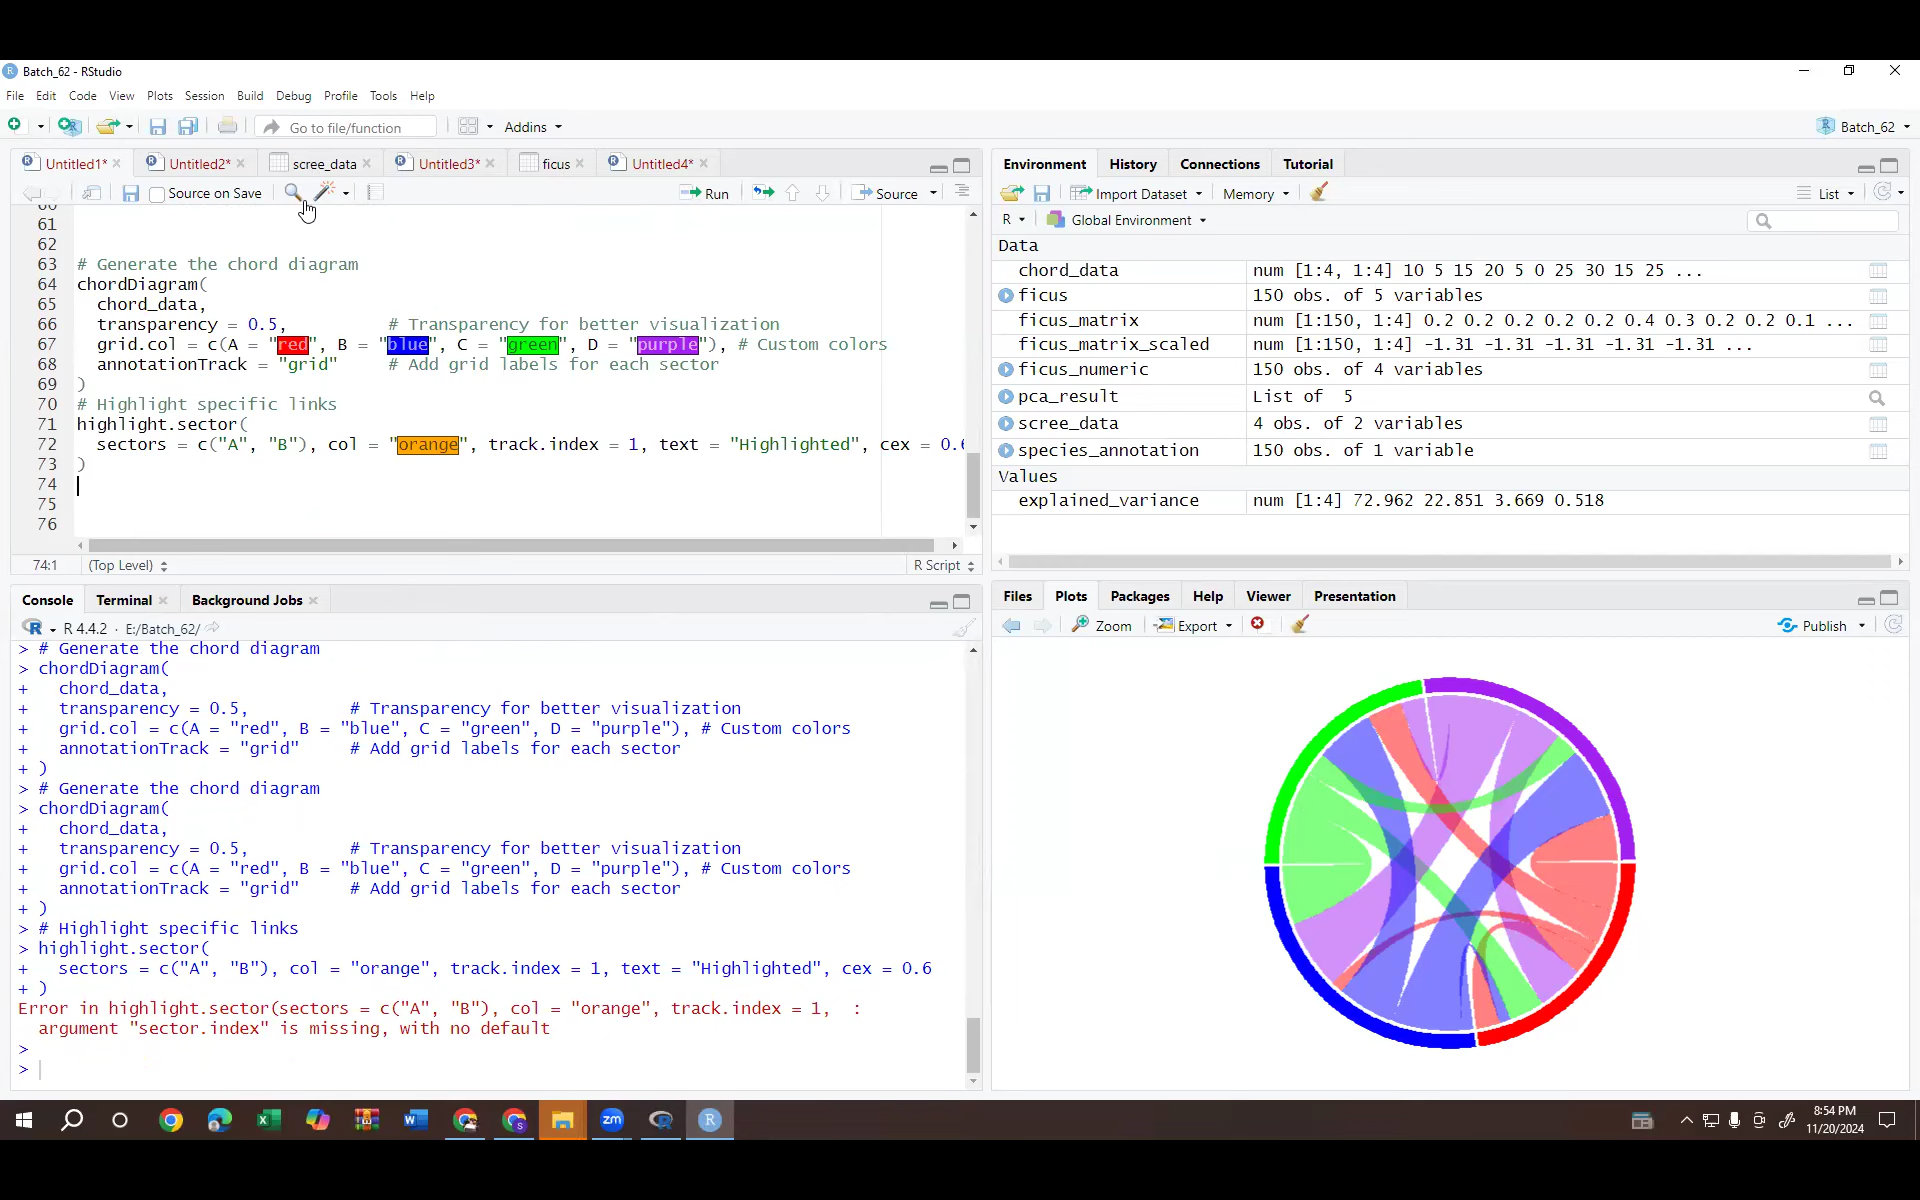 Batch_62 - RStudio
File Edit Code View Plots Session Build Debug Profile Tools Help
Go to file/function Addins Batch_62
Untitled1* Untitled2* scree_data Untitled3* ficus Untitled4*
Source on Save Run Source
61
62
63 # Generate the chord diagram
64 chordDiagram(
65 chord_data,
66 transparency = 0.5, # Transparency for better visualization
67 grid.col = c(A = "red", B = "blue", C = "green", D = "purple"), # Custom colors
68 annotationTrack = "grid" # Add grid labels for each sector
69 )
70 # Highlight specific links
71 highlight.sector(
72 sectors = c("A", "B"), col = "orange", track.index = 1, text = "Highlighted", cex = 0.6
73 )
74
75
76
74:1 (Top Level) R Script
Console Terminal Background Jobs
R 4.4.2 · E:/Batch_62/
> # Generate the chord diagram
> chordDiagram(
+ chord_data,
+ transparency = 0.5, # Transparency for better visualization
+ grid.col = c(A = "red", B = "blue", C = "green", D = "purple"), # Custom colors
+ annotationTrack = "grid" # Add grid labels for each sector
+ )
> # Generate the chord diagram
> chordDiagram(
+ chord_data,
+ transparency = 0.5, # Transparency for better visualization
+ grid.col = c(A = "red", B = "blue", C = "green", D = "purple"), # Custom colors
+ annotationTrack = "grid" # Add grid labels for each sector
+ )
> # Highlight specific links
> highlight.sector(
+ sectors = c("A", "B"), col = "orange", track.index = 1, text = "Highlighted", cex = 0.6
+ )
Error in highlight.sector(sectors = c("A", "B"), col = "orange", track.index = 1, :
argument "sector.index" is missing, with no default
>
>
Environment History Connections Tutorial
Import Dataset Memory List
R Global Environment
Data
chord_data num [1:4, 1:4] 10 5 15 20 5 0 25 30 15 25 ...
ficus 150 obs. of 5 variables
ficus_matrix num [1:150, 1:4] 0.2 0.2 0.2 0.2 0.2 0.4 0.3 0.2 0.2 0.1 ...
ficus_matrix_scaled num [1:150, 1:4] -1.31 -1.31 -1.31 -1.31 -1.31 ...
ficus_numeric 150 obs. of 4 variables
pca_result List of 5
scree_data 4 obs. of 2 variables
species_annotation 150 obs. of 1 variable
Values
explained_variance num [1:4] 72.962 22.851 3.669 0.518
Files Plots Packages Help Viewer Presentation
Zoom Export Publish
8:54 PM
11/20/2024